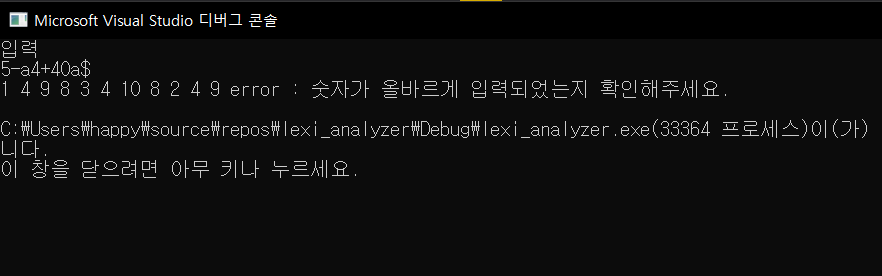 Microsoft Visual Studio 디버그 콘솔
입력
5-a4+40a$
1 4 9 8 3 4 10 8 2 4 9 error : 숫자가 올바르게 입력되었는지 확인해주세요.
C:₩Users₩happy₩source₩repos₩lexi_analyzer₩Debug₩lexi_analyzer.exe(33364 프로세스)이(가)
니다.
이 창을 닫으려면 아무 키나 누르세요.